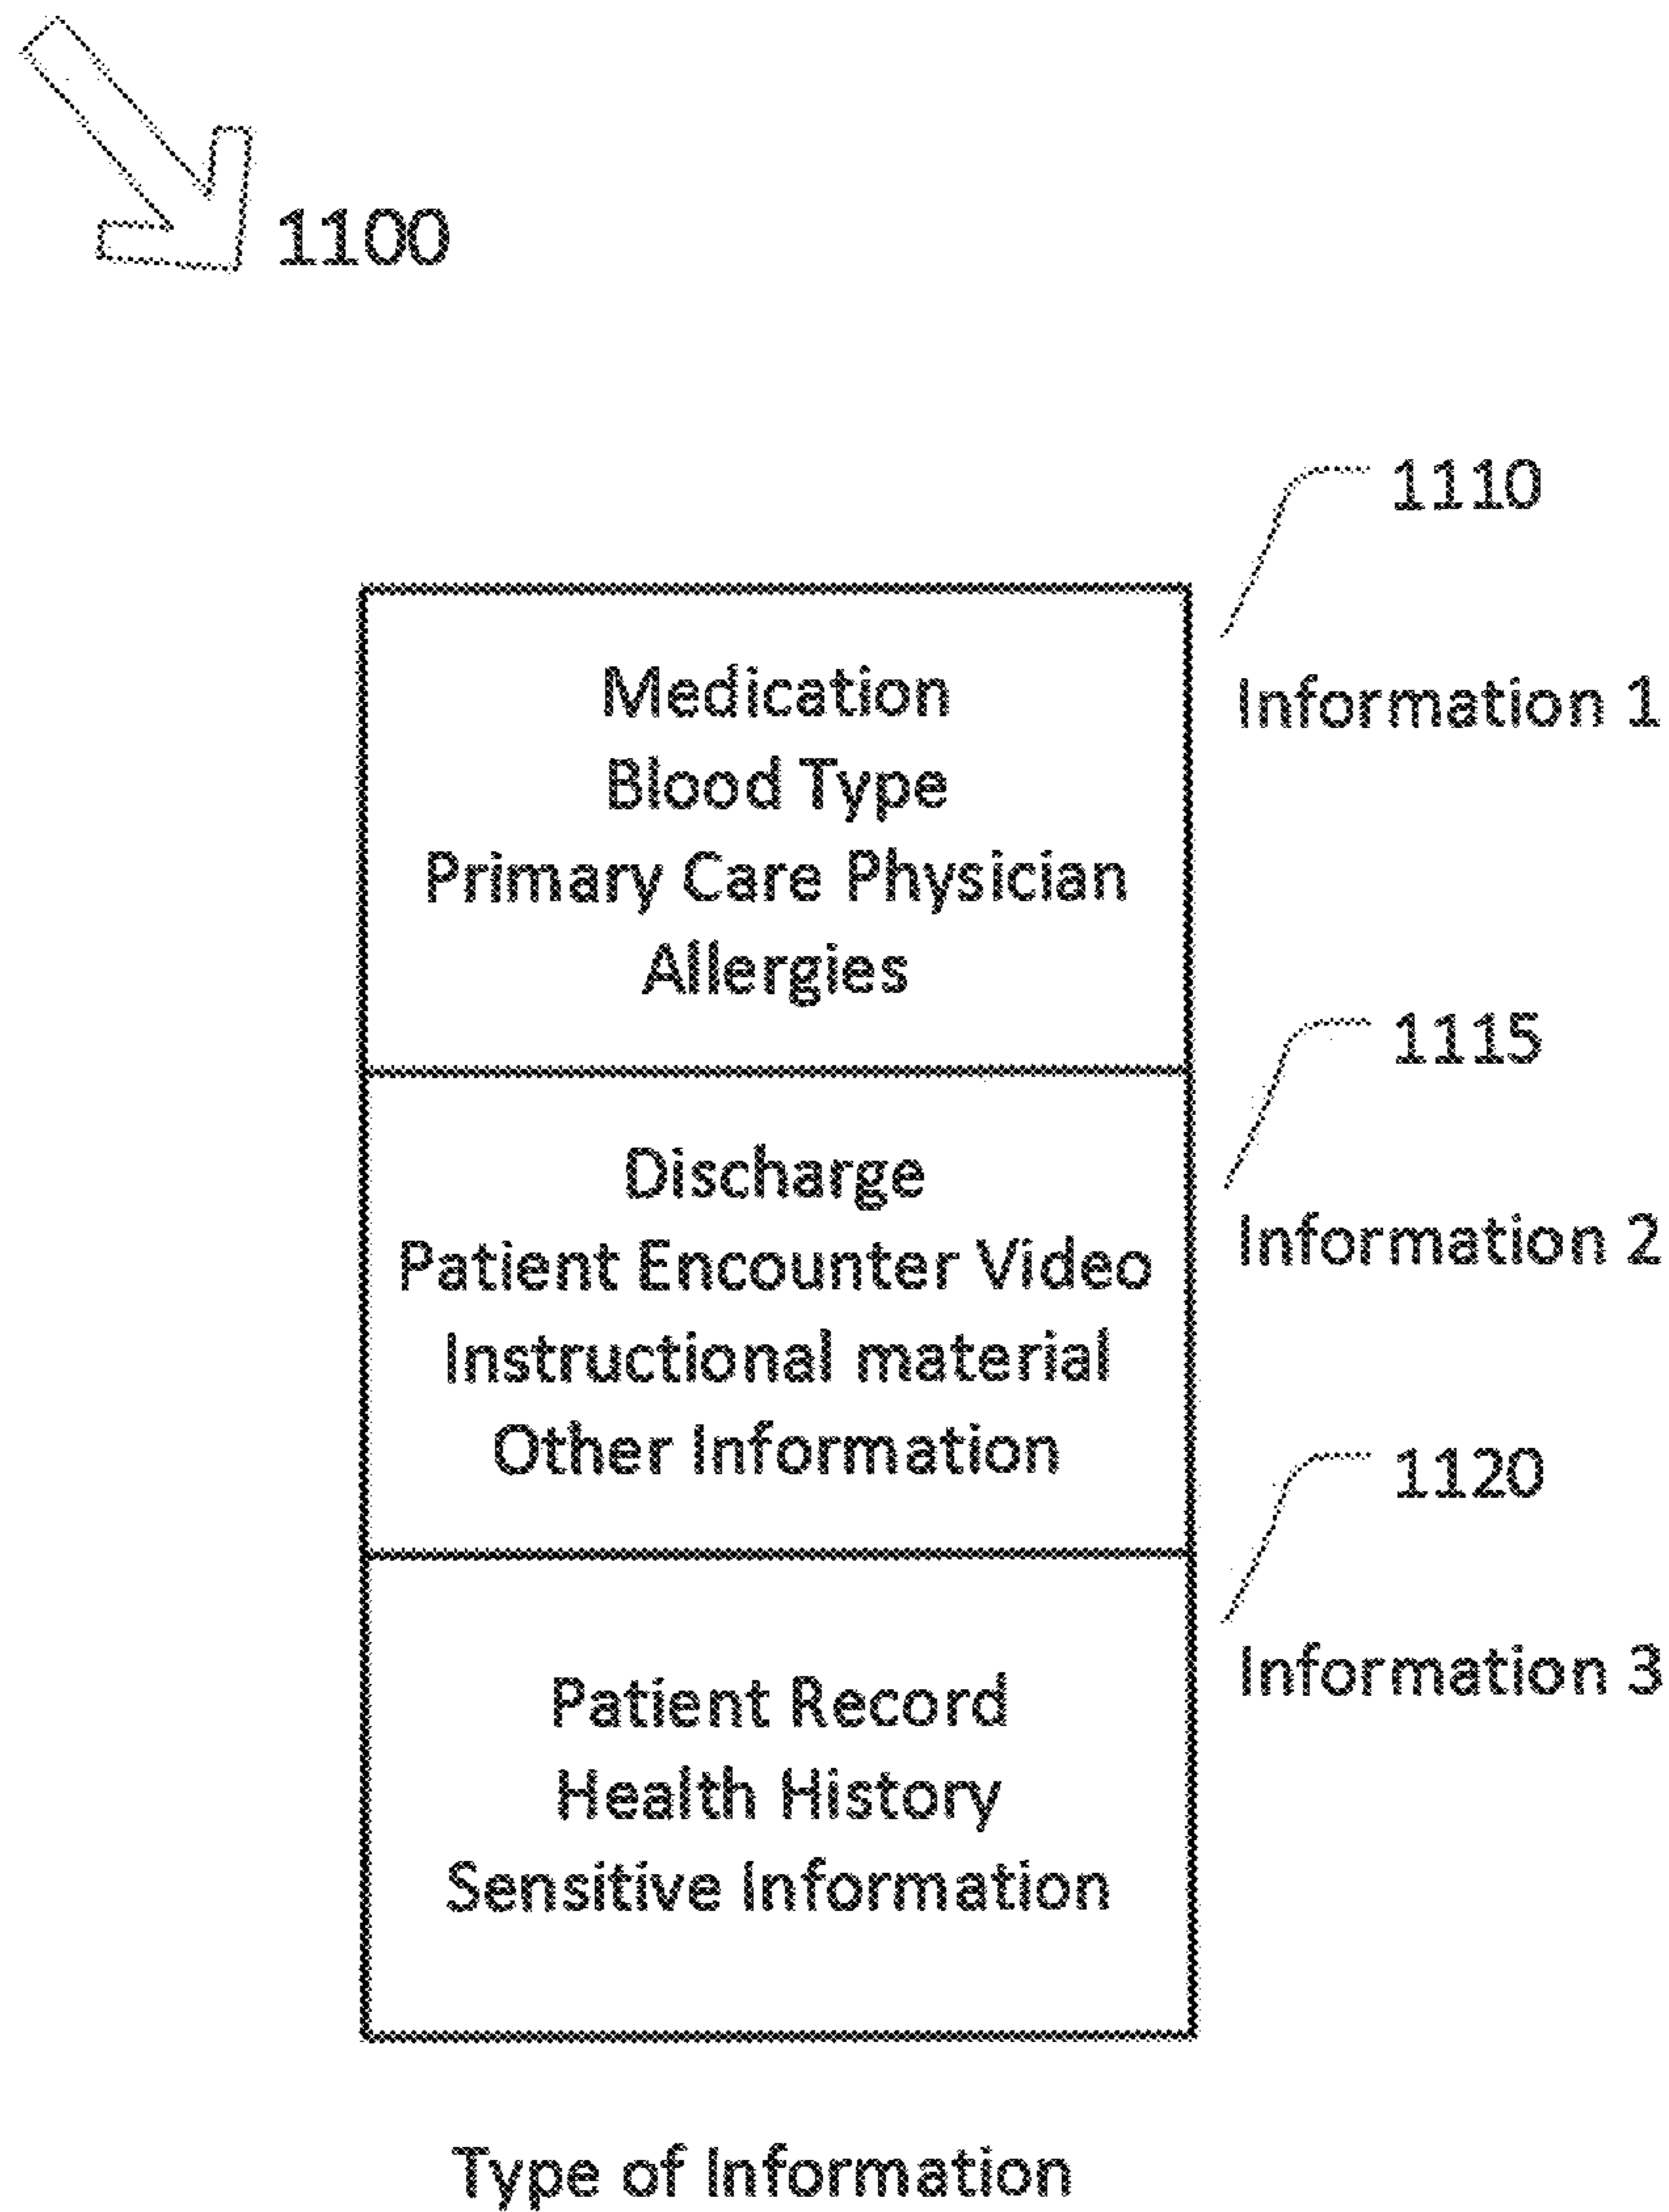 1100
1110
Medication
Information 1
Blood Type
Primary Care Physician
Allergies
1115
Discharge
Information 2
Patient Encounter Video
Instructional material
Other Information
1120
Information 3
Patient Record
Health History
Sensitive Information
Type of Information